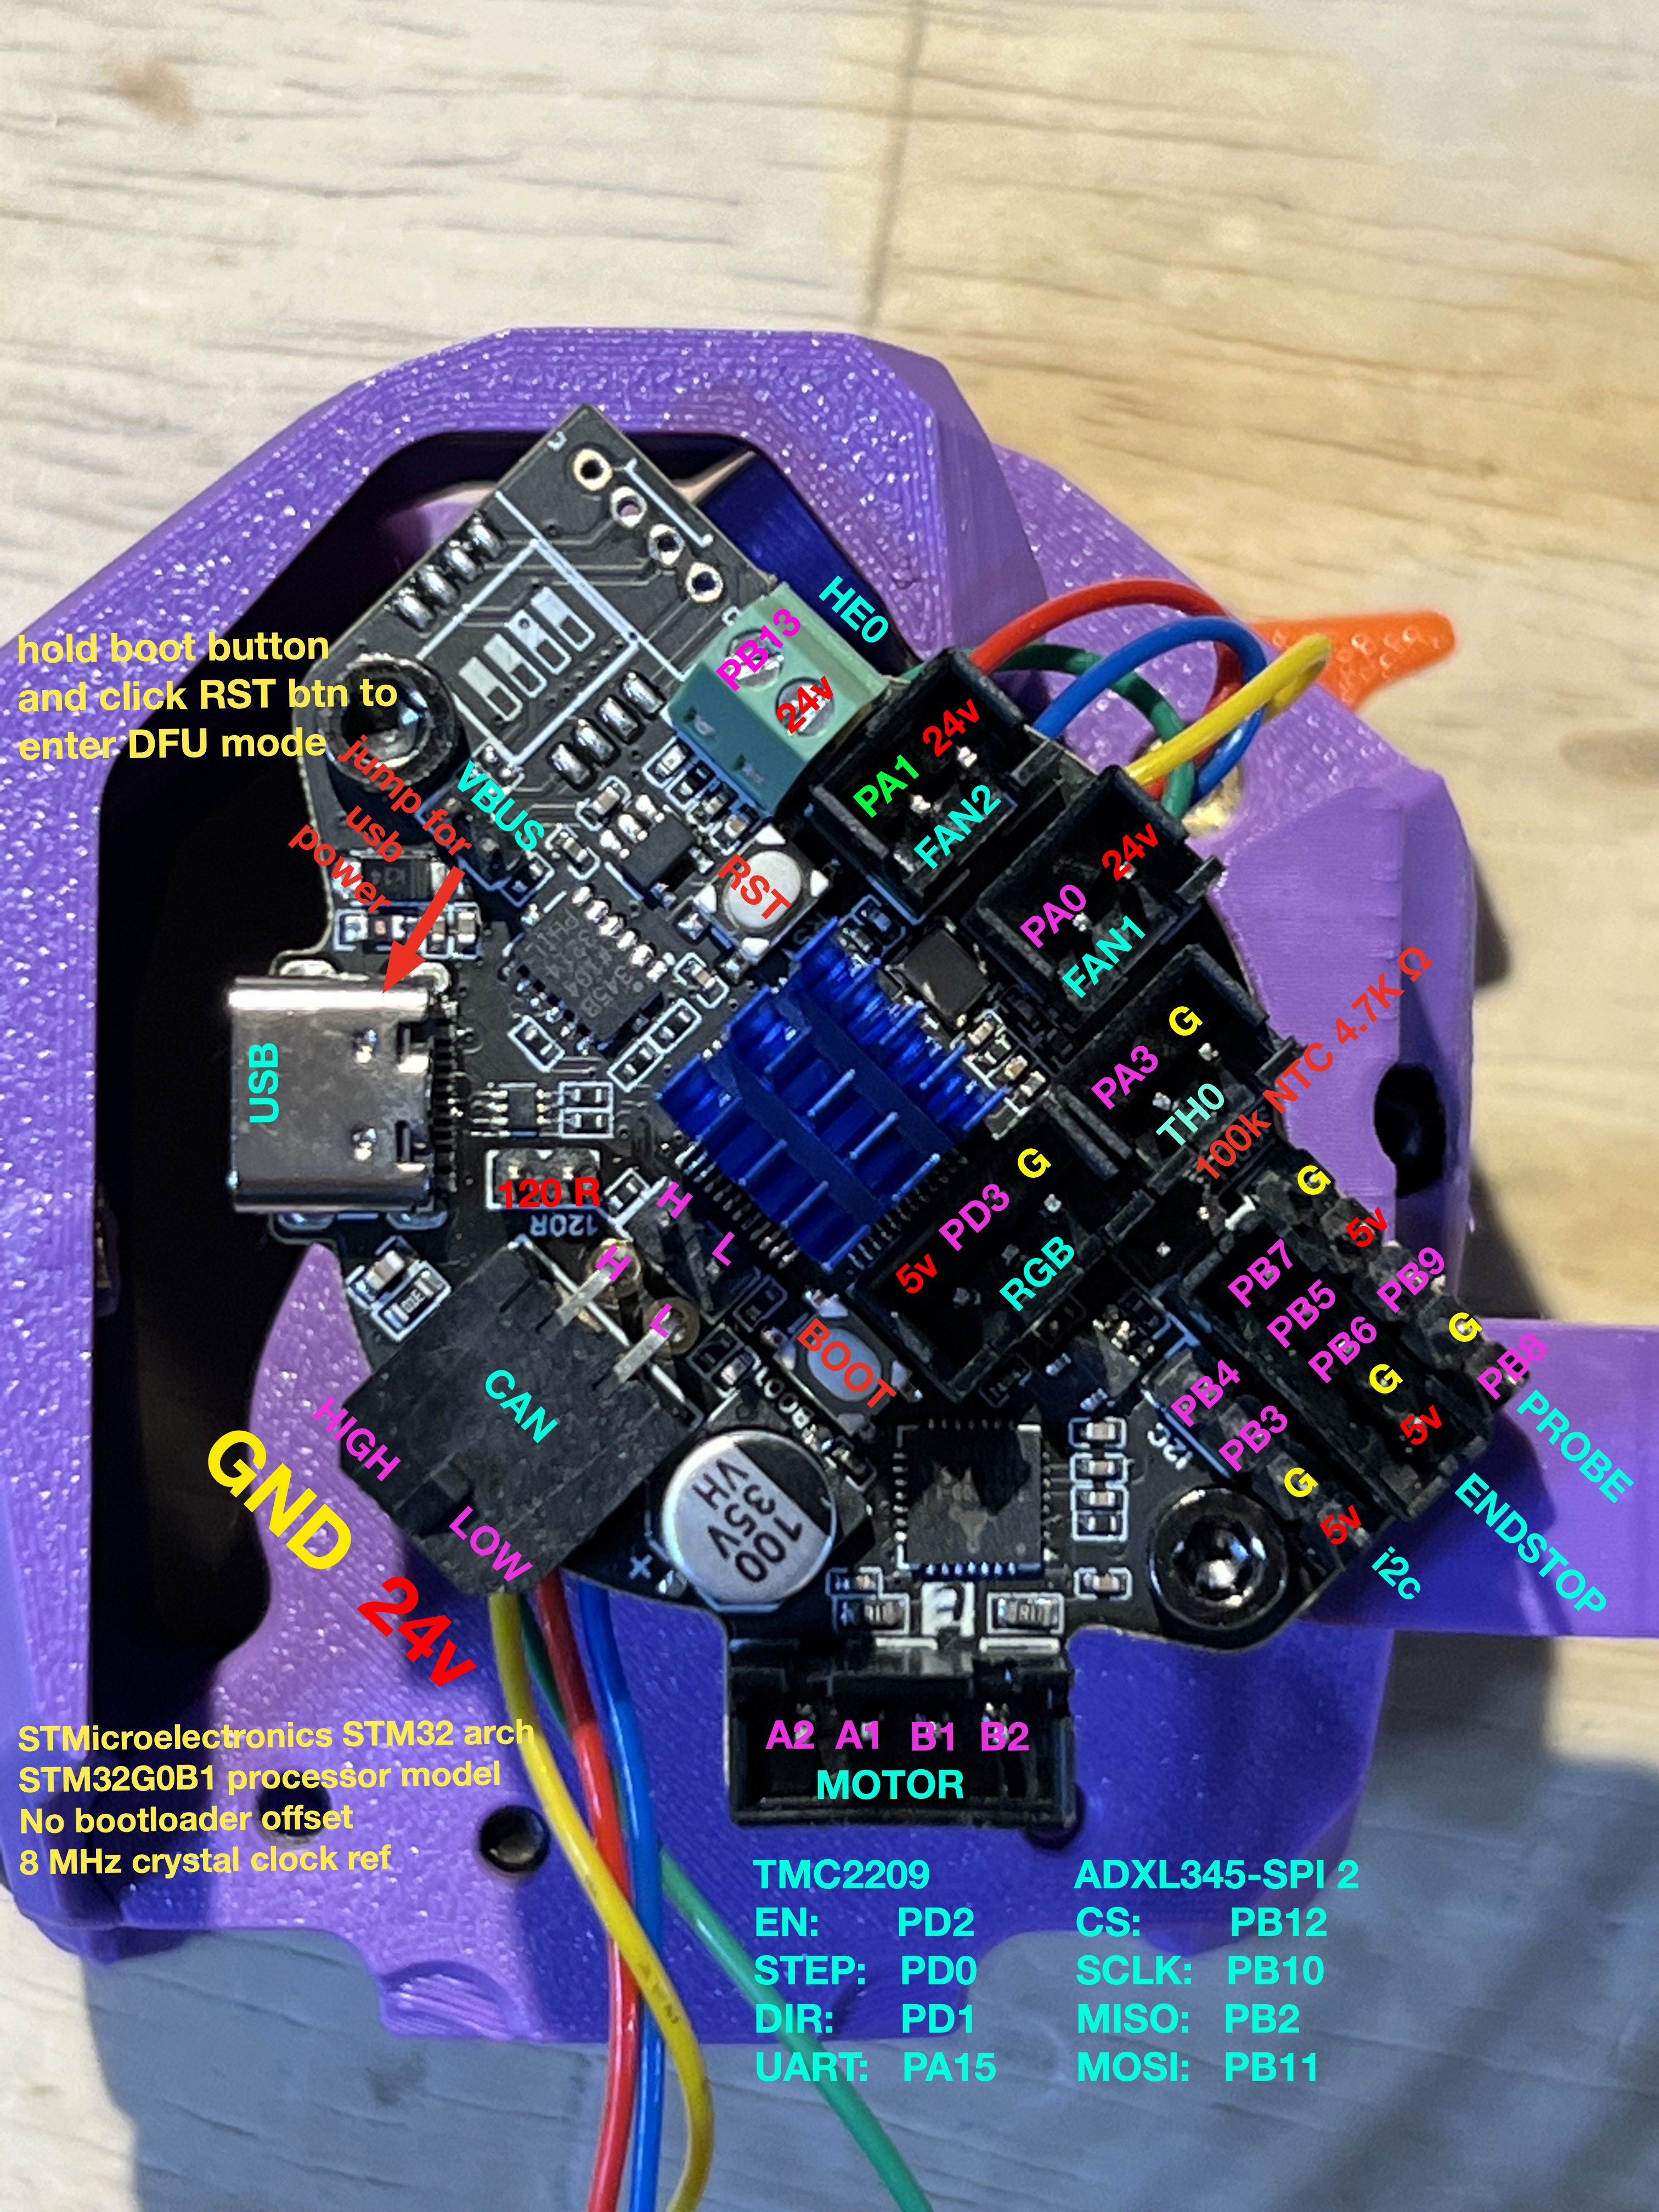 HE0
PB13
24v
hold boot button
and click RST btn to
enter DFU mode
jump for
usb
power
VBUS
PA1 24v
FAN2
RST
PA0 24v
FAN1
100k NTC 4.7K Ω
PA3 G
TH0
USB
120 R
120R
H
L
H
L
5v PD3 G
RGB
BOOT
BOOT
G
5v
PB9
G
PB8
PROBE
PB7
PB5
PB6
G
5v
ENDSTOP
PB4
PB3
G
5v
i2c
I2C
CAN
HIGH
LOW
GND
24v
100
35V
VH
+
E
A2 A1 B1 B2
MOTOR
STMicroelectronics STM32 arch
STM32G0B1 processor model
No bootloader offset
8 MHz crystal clock ref
TMC2209
EN: PD2
STEP: PD0
DIR: PD1
UART: PA15
ADXL345-SPI 2
CS: PB12
SCLK: PB10
MISO: PB2
MOSI: PB11